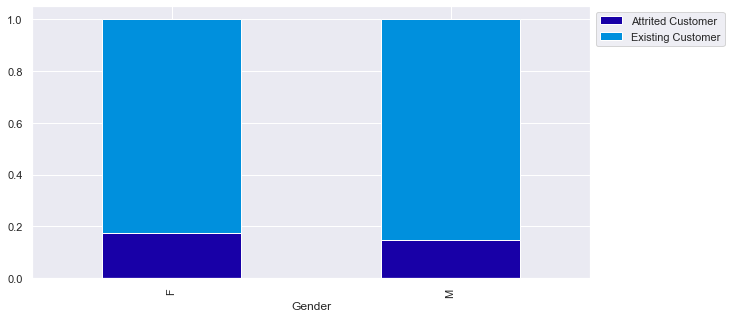 1.0
0.8
0.6
0.4
0.2
0.0
F
M
Gender
Attrited Customer
Existing Customer